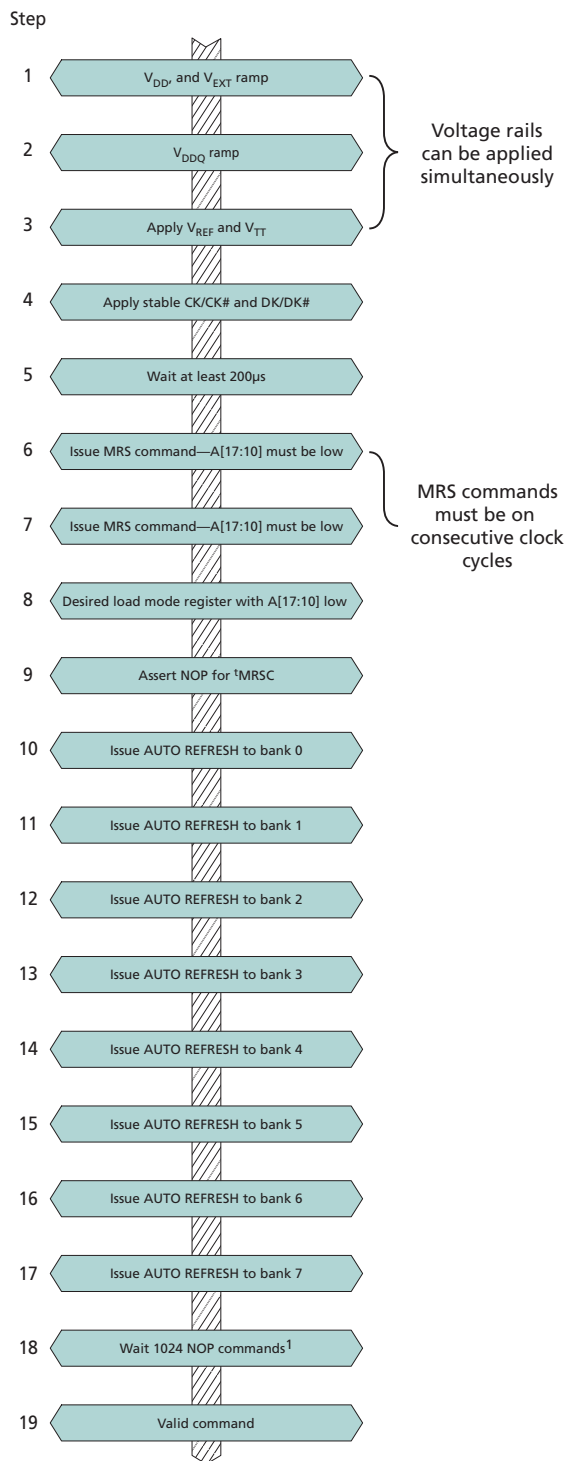 Step
1 V_DD, and V_EXT ramp
2 V_DDQ ramp
3 Apply V_REF and V_TT
Voltage rails
can be applied
simultaneously
4 Apply stable CK/CK# and DK/DK#
5 Wait at least 200µs
6 Issue MRS command—A[17:10] must be low
7 Issue MRS command—A[17:10] must be low
MRS commands
must be on
consecutive clock
cycles
8 Desired load mode register with A[17:10] low
9 Assert NOP for ᵗMRSC
10 Issue AUTO REFRESH to bank 0
11 Issue AUTO REFRESH to bank 1
12 Issue AUTO REFRESH to bank 2
13 Issue AUTO REFRESH to bank 3
14 Issue AUTO REFRESH to bank 4
15 Issue AUTO REFRESH to bank 5
16 Issue AUTO REFRESH to bank 6
17 Issue AUTO REFRESH to bank 7
18 Wait 1024 NOP commands¹
19 Valid command